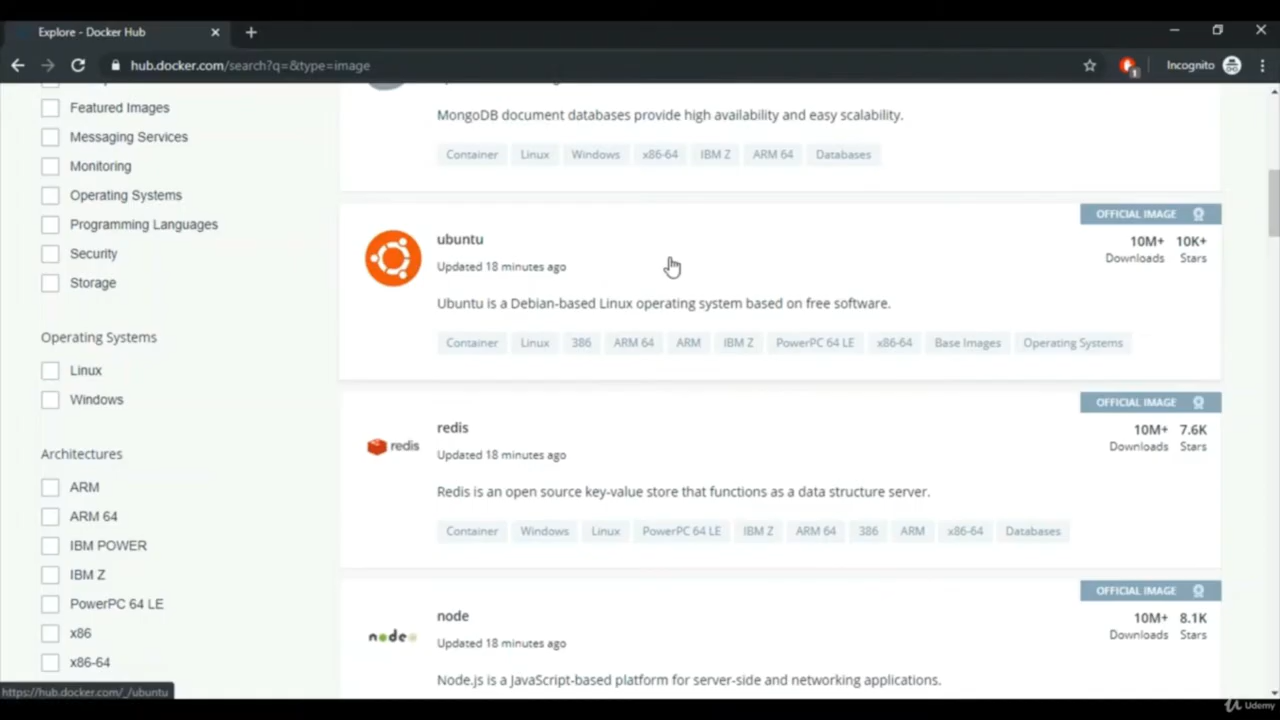 Explore - Docker Hub
hub.docker.com/search?q=&type=image
1
Incognito
Featured Images
Messaging Services
Monitoring
Operating Systems
Programming Languages
Security
Storage
Operating Systems
Linux
Windows
Architectures
ARM
ARM 64
IBM POWER
IBM Z
PowerPC 64 LE
x86
x86-64
MongoDB document databases provide high availability and easy scalability.
Container Linux Windows x86-64 IBM Z ARM 64 Databases
OFFICIAL IMAGE
ubuntu
10M+ 10K+
Downloads Stars
Updated 18 minutes ago
Ubuntu is a Debian-based Linux operating system based on free software.
Container Linux 386 ARM 64 ARM IBM Z PowerPC 64 LE x86-64 Base Images Operating Systems
OFFICIAL IMAGE
redis
redis
10M+ 7.6K
Downloads Stars
Updated 18 minutes ago
Redis is an open source key-value store that functions as a data structure server.
Container Windows Linux PowerPC 64 LE IBM Z ARM 64 386 ARM x86-64 Databases
OFFICIAL IMAGE
node
node
10M+ 8.1K
Downloads Stars
Updated 18 minutes ago
Node.js is a JavaScript-based platform for server-side and networking applications.
https://hub.docker.com/_/ubuntu
Udemy